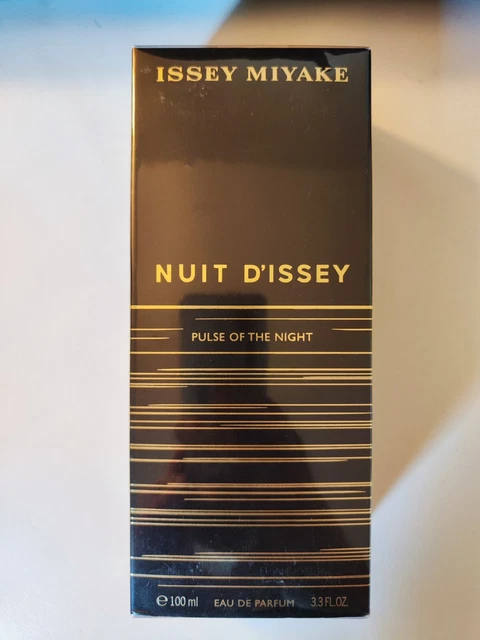 ISSEY MIYAKE
NUIT D'ISSEY
PULSE OF THE NIGHT
℮ 100 ml EAU DE PARFUM 3.3 FL.OZ.